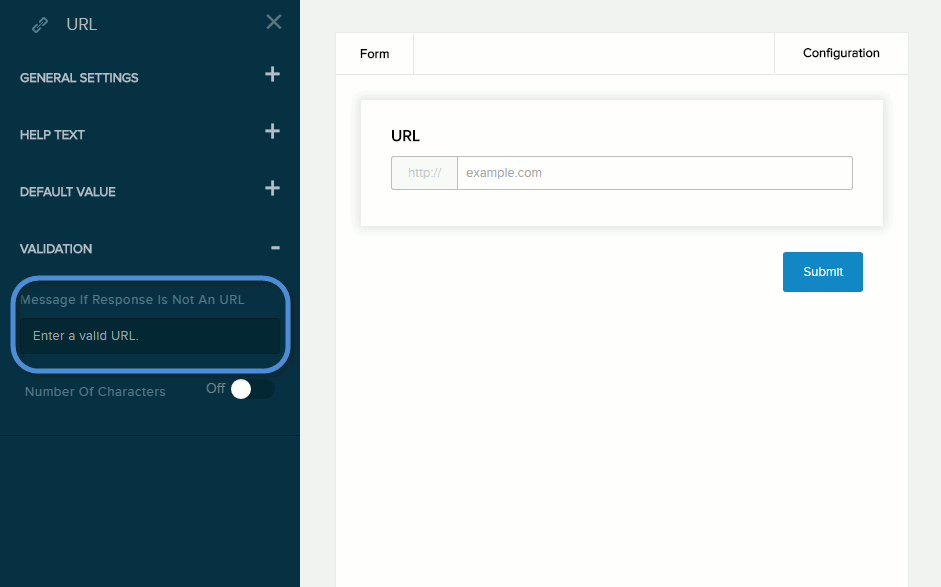 URL
GENERAL SETTINGS
HELP TEXT
DEFAULT VALUE
VALIDATION
Message If Response Is Not An URL
Enter a valid URL.
Number Of Characters Off
Form
Configuration
URL
http:// example.com
Submit